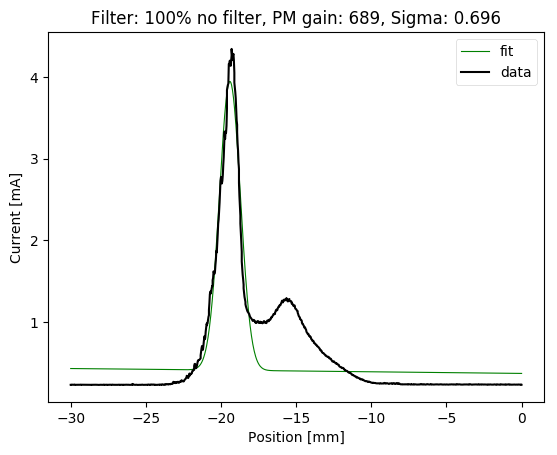 Filter: 100% no filter, PM gain: 689, Sigma: 0.696
fit
data
Current [mA]
4
3
2
1
−30
−25
−20
−15
−10
−5
0
Position [mm]